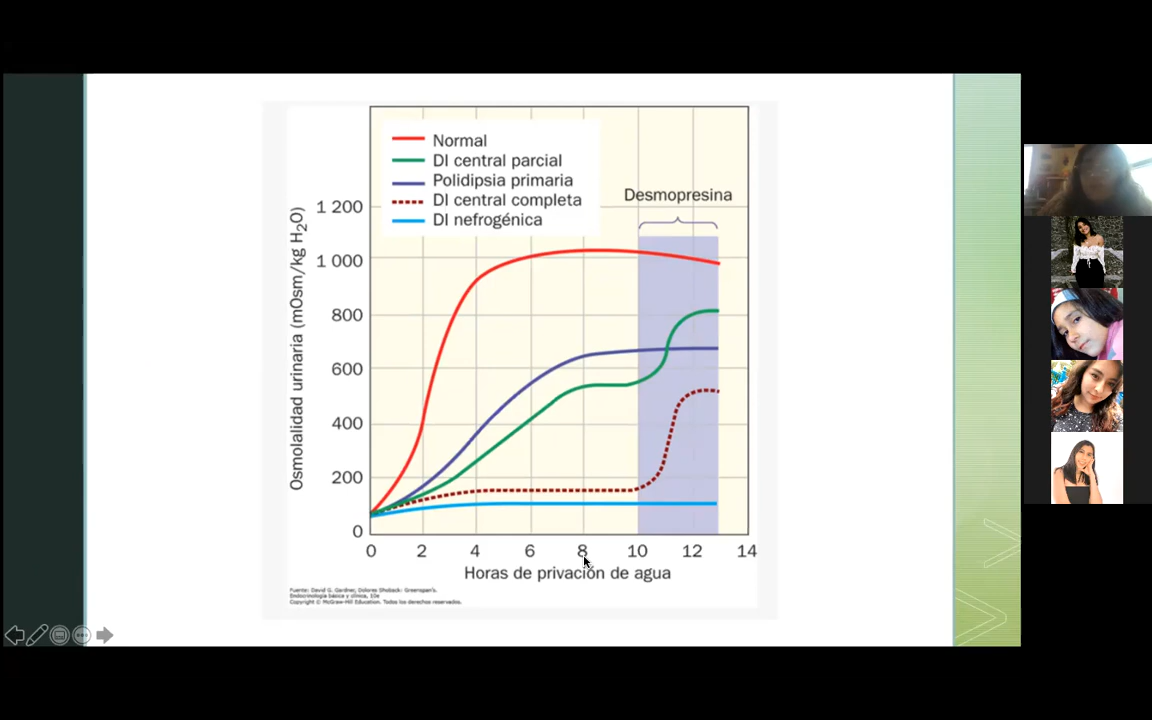 Normal
DI central parcial
Polidipsia primaria
DI central completa
DI nefrogénica
Desmopresina
Osmolalidad urinaria (mOsm/kg H2O)
1 200
1 000
800
600
400
200
0
0 2 4 6 8 10 12 14
Horas de privación de agua
Fuente: David G. Gardner, Dolores Shoback: Greenspan's.
Endocrinología básica y clínica, 10e
Copyright © McGraw-Hill Education. Todos los derechos reservados.